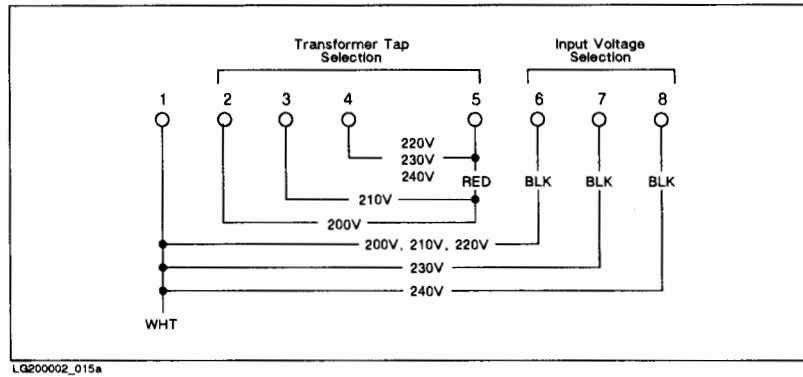 Transformer Tap
Selection
Input Voltage
Selection
1 2 3 4 5 6 7 8
220V
230V
240V
RED BLK BLK BLK
210V
200V
200V, 210V, 220V
230V
240V
WHT
LG200002_015a